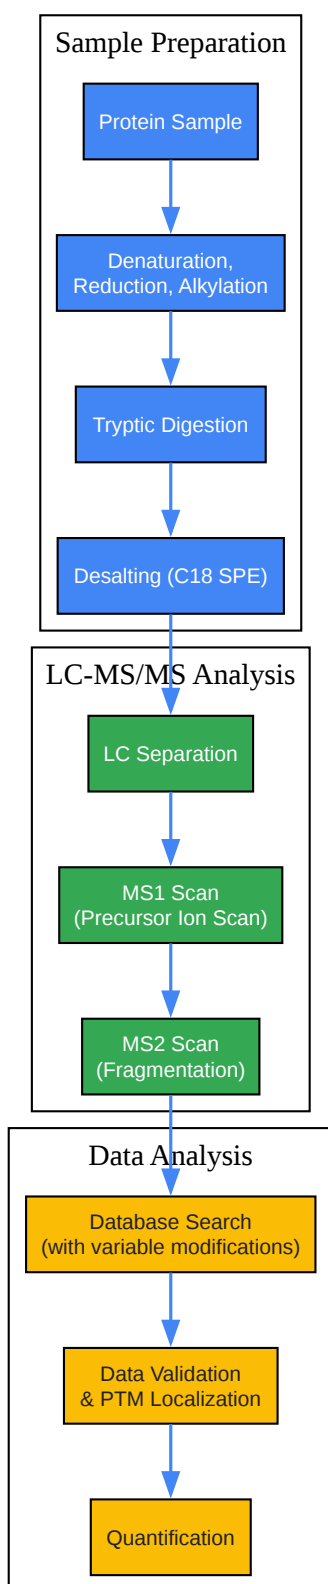 Sample Preparation
Protein Sample
Denaturation,
Reduction, Alkylation
Tryptic Digestion
Desalting (C18 SPE)
LC-MS/MS Analysis
LC Separation
MS1 Scan
(Precursor Ion Scan)
MS2 Scan
(Fragmentation)
Data Analysis
Database Search
(with variable modifications)
Data Validation
& PTM Localization
Quantification